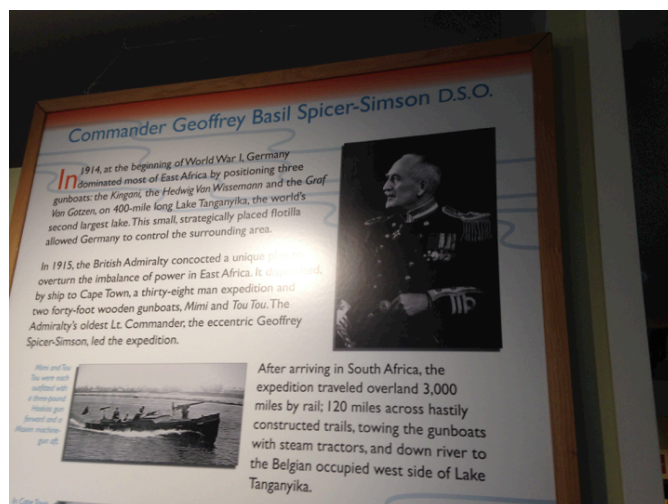 Commander Geoffrey Basil Spicer-Simson D.S.O.
In 1914, at the beginning of World War I, Germany
dominated most of East Africa by positioning three
gunboats: the Kingani, the Hedwig Van Wissemann and the Graf
Van Gotzen, on 400-mile long Lake Tanganyika, the world's
second largest lake. This small, strategically placed flotilla
allowed Germany to control the surrounding area.
In 1915, the British Admiralty concocted a unique to
overturn the imbalance of power in East Africa. It
by ship to Cape Town, a thirty-eight man expedition and
two forty-foot wooden gunboats, Mimi and Tou Tou. The
Admiralty's oldest Lt. Commander, the eccentric Geoffrey
Spicer-Simson, led the expedition.
Mimi and Tou
Tou were each
outfitted with
a three-pound
Hotchkiss gun
forward and a
Maxim machine-
gun aft.
After arriving in South Africa, the
expedition traveled overland 3,000
miles by rail; 120 miles across hastily
constructed trails, towing the gunboats
with steam tractors, and down river to
the Belgian occupied west side of Lake
Tanganyika.
In Cape Town